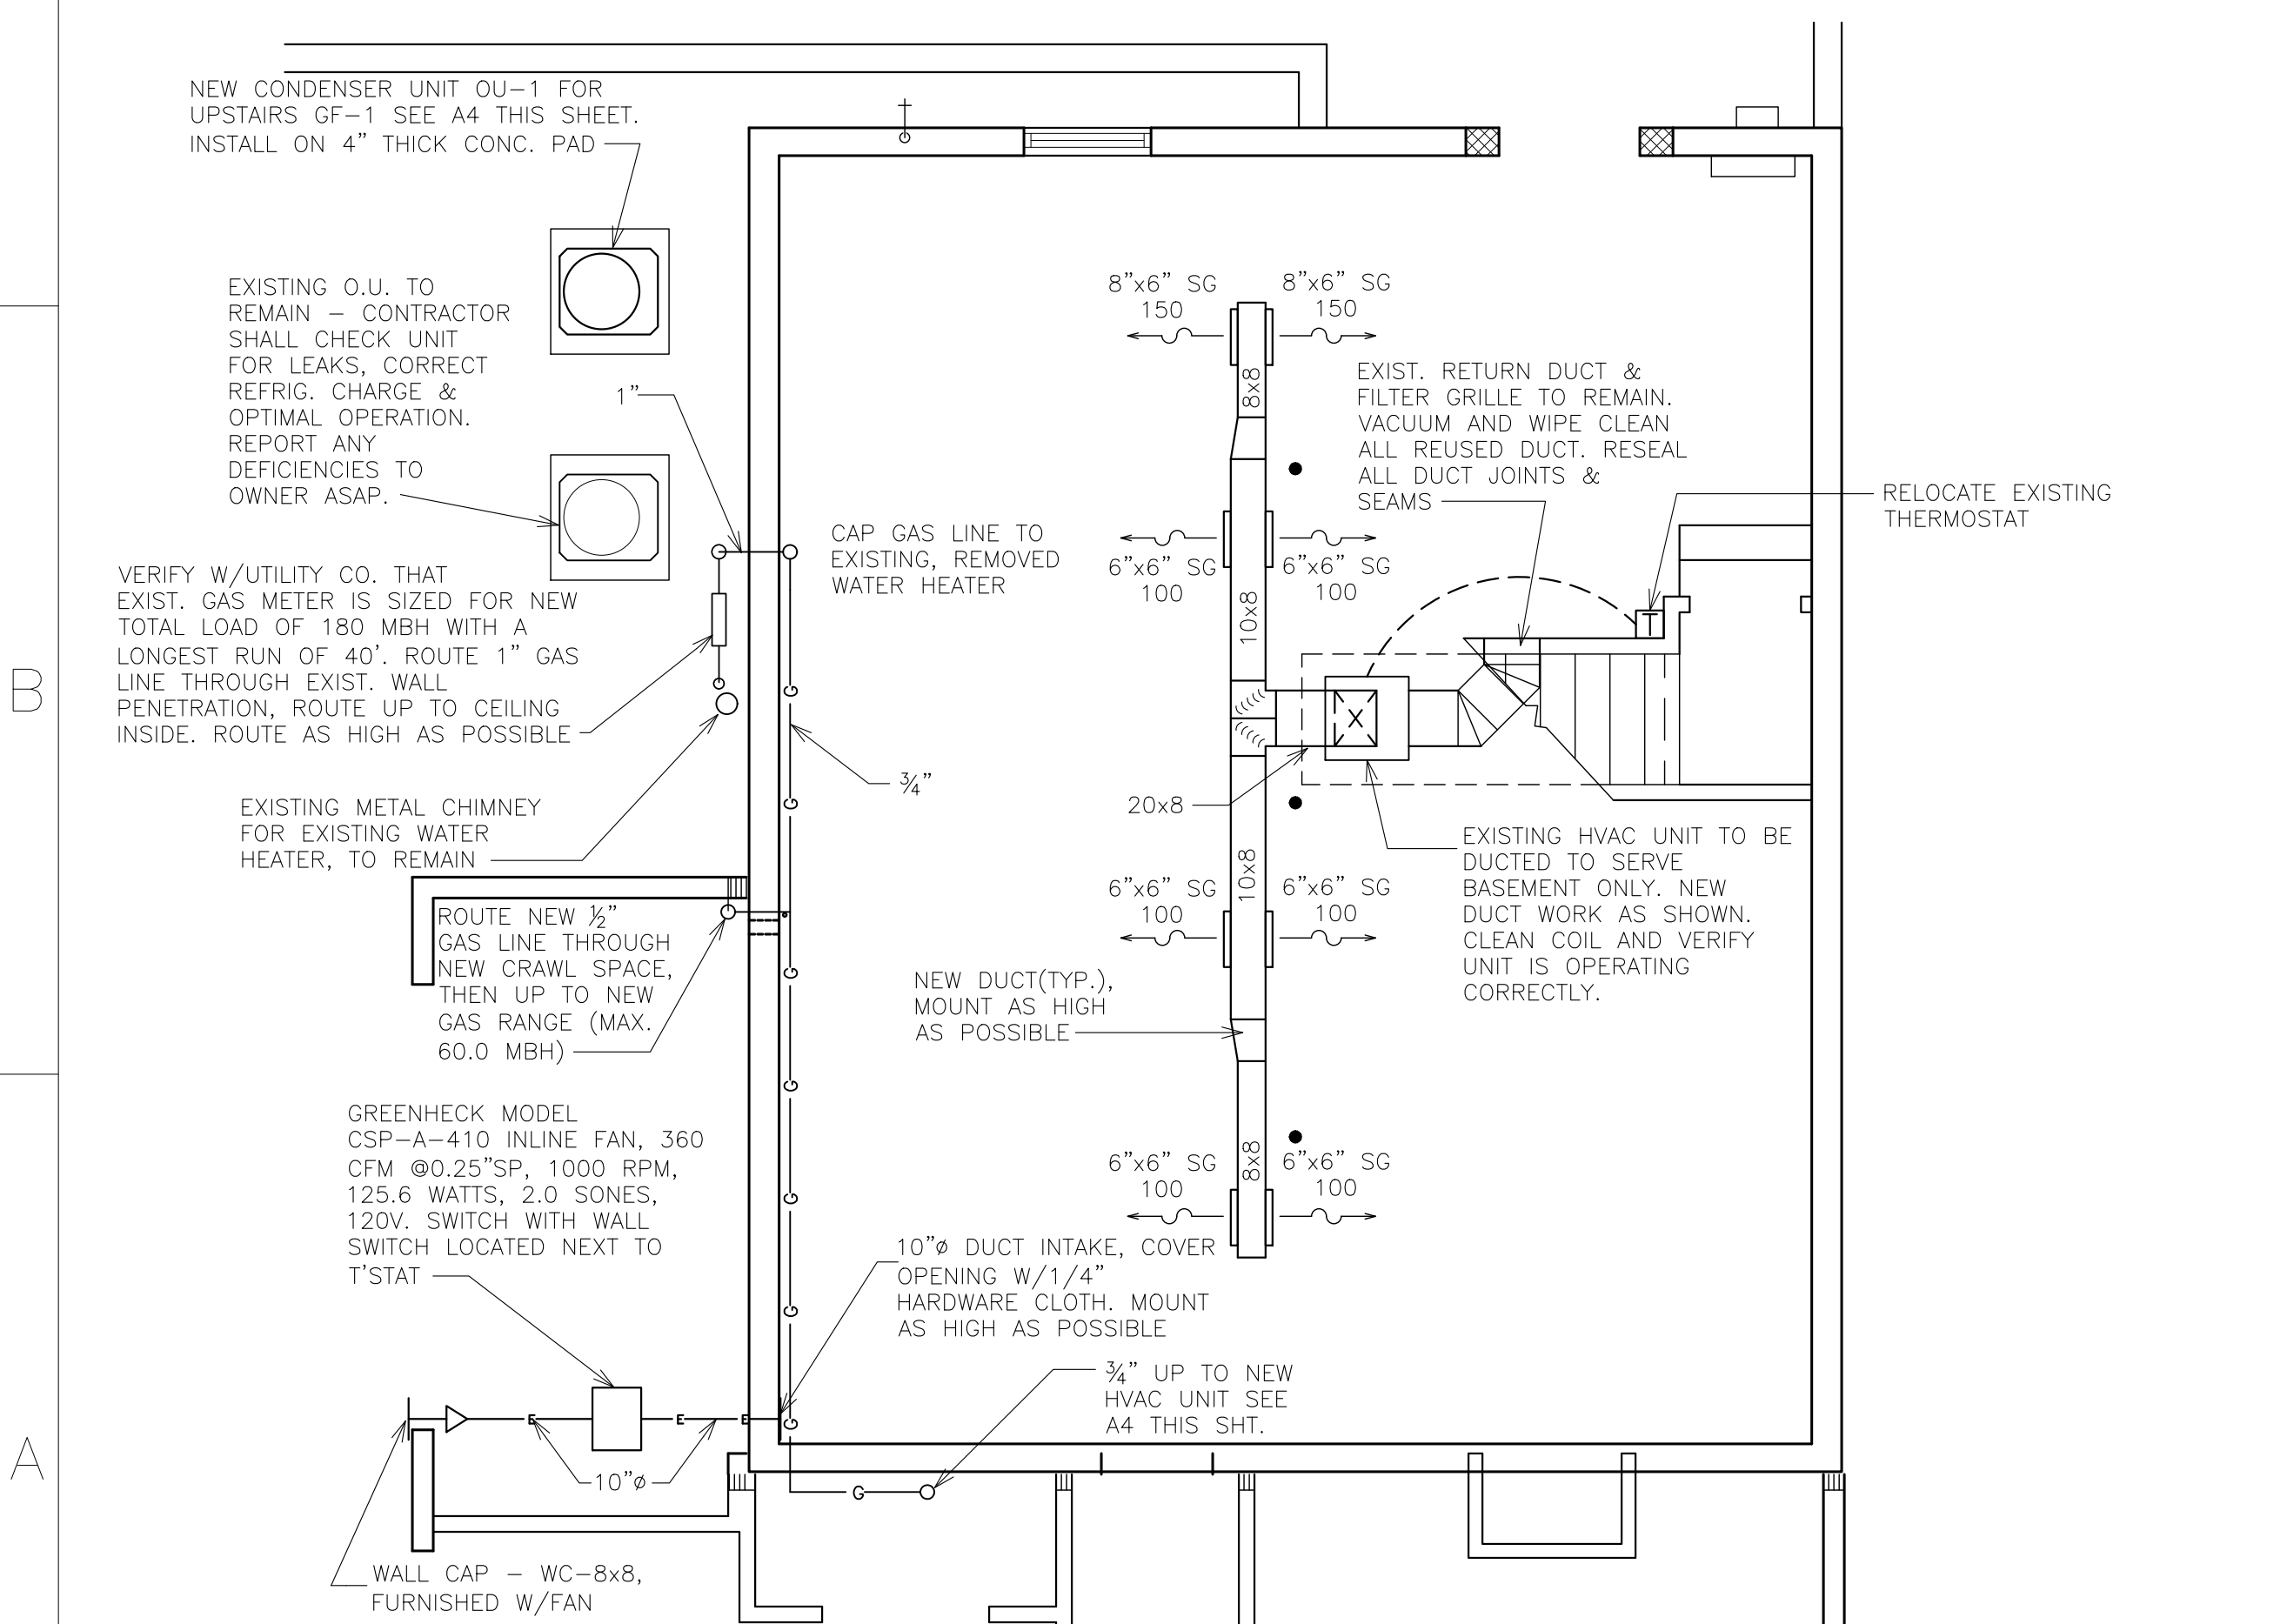 NEW CONDENSER UNIT OU-1 FOR
UPSTAIRS GF-1 SEE A4 THIS SHEET.
INSTALL ON 4" THICK CONC. PAD
EXISTING O.U. TO
REMAIN - CONTRACTOR
SHALL CHECK UNIT
FOR LEAKS, CORRECT
REFRIG. CHARGE &
OPTIMAL OPERATION.
REPORT ANY
DEFICIENCIES TO
OWNER ASAP.
1"
8"x6" SG
150
8"x6" SG
150
8x8
EXIST. RETURN DUCT &
FILTER GRILLE TO REMAIN.
VACUUM AND WIPE CLEAN
ALL REUSED DUCT. RESEAL
ALL DUCT JOINTS &
SEAMS
RELOCATE EXISTING
THERMOSTAT
CAP GAS LINE TO
EXISTING, REMOVED
WATER HEATER
6"x6" SG
100
6"x6" SG
100
10x8
T
VERIFY W/UTILITY CO. THAT
EXIST. GAS METER IS SIZED FOR NEW
TOTAL LOAD OF 180 MBH WITH A
LONGEST RUN OF 40'. ROUTE 1" GAS
LINE THROUGH EXIST. WALL
PENETRATION, ROUTE UP TO CEILING
INSIDE. ROUTE AS HIGH AS POSSIBLE
B
G
¾"
G
20x8
EXISTING METAL CHIMNEY
FOR EXISTING WATER
HEATER, TO REMAIN
EXISTING HVAC UNIT TO BE
DUCTED TO SERVE
BASEMENT ONLY. NEW
DUCT WORK AS SHOWN.
CLEAN COIL AND VERIFY
UNIT IS OPERATING
CORRECTLY.
10x8
6"x6" SG
100
6"x6" SG
100
ROUTE NEW ½"
GAS LINE THROUGH
NEW CRAWL SPACE,
THEN UP TO NEW
GAS RANGE (MAX.
60.0 MBH)
G
NEW DUCT(TYP.),
MOUNT AS HIGH
AS POSSIBLE
G
GREENHECK MODEL
CSP-A-410 INLINE FAN, 360
CFM @0.25"SP, 1000 RPM,
125.6 WATTS, 2.0 SONES,
120V. SWITCH WITH WALL
SWITCH LOCATED NEXT TO
T'STAT
8x8
6"x6" SG
100
6"x6" SG
100
G
10"ø DUCT INTAKE, COVER
OPENING W/1/4"
HARDWARE CLOTH. MOUNT
AS HIGH AS POSSIBLE
G
¾" UP TO NEW
HVAC UNIT SEE
A4 THIS SHT.
E
E
E
G
A
10"ø
G
WALL CAP - WC-8x8,
FURNISHED W/FAN